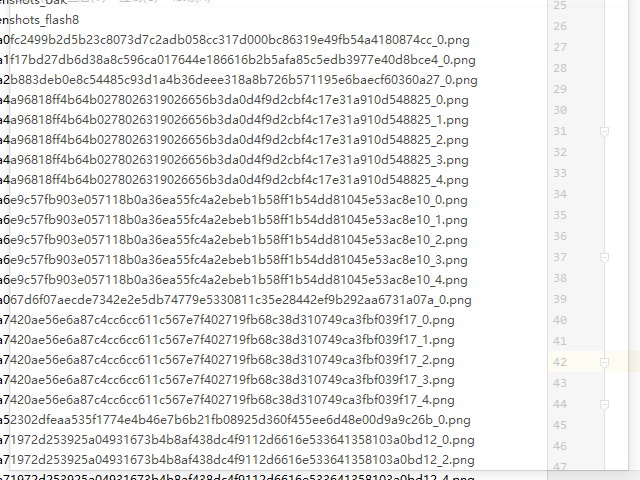 enshots_flash8
a0fc2499b2d5b23c8073d7c2adb058cc317d000bc86319e49fb54a4180874cc_0.png
a1f17bd27db6d38a8c596ca017644e186616b2b5afa85c5edb3977e40d8bce4_0.png
a2b883deb0e8c54485c93d1a4b36deee318a8b726b571195e6baecf60360a27_0.png
a4a96818ff4b64b0278026319026656b3da0d4f9d2cbf4c17e31a910d548825_0.png
a4a96818ff4b64b0278026319026656b3da0d4f9d2cbf4c17e31a910d548825_1.png
a4a96818ff4b64b0278026319026656b3da0d4f9d2cbf4c17e31a910d548825_2.png
a4a96818ff4b64b0278026319026656b3da0d4f9d2cbf4c17e31a910d548825_3.png
a4a96818ff4b64b0278026319026656b3da0d4f9d2cbf4c17e31a910d548825_4.png
a6e9c57fb903e057118b0a36ea55fc4a2ebeb1b58ff1b54dd81045e53ac8e10_0.png
a6e9c57fb903e057118b0a36ea55fc4a2ebeb1b58ff1b54dd81045e53ac8e10_1.png
a6e9c57fb903e057118b0a36ea55fc4a2ebeb1b58ff1b54dd81045e53ac8e10_2.png
a6e9c57fb903e057118b0a36ea55fc4a2ebeb1b58ff1b54dd81045e53ac8e10_3.png
a6e9c57fb903e057118b0a36ea55fc4a2ebeb1b58ff1b54dd81045e53ac8e10_4.png
a067d6f07aecde7342e2e5db74779e5330811c35e28442ef9b292aa6731a07a_0.png
a7420ae56e6a87c4cc6cc611c567e7f402719fb68c38d310749ca3fbf039f17_0.png
a7420ae56e6a87c4cc6cc611c567e7f402719fb68c38d310749ca3fbf039f17_1.png
a7420ae56e6a87c4cc6cc611c567e7f402719fb68c38d310749ca3fbf039f17_2.png
a7420ae56e6a87c4cc6cc611c567e7f402719fb68c38d310749ca3fbf039f17_3.png
a7420ae56e6a87c4cc6cc611c567e7f402719fb68c38d310749ca3fbf039f17_4.png
a52302dfeaa535f1774e4b46e7b6b21fb08925d360f455ee6d48e00d9a9c26b_0.png
a71972d253925a04931673b4b8af438dc4f9112d6616e533641358103a0bd12_0.png
a71972d253925a04931673b4b8af438dc4f9112d6616e533641358103a0bd12_2.png
a71972d253925a04931673b4b8af438dc4f9112d6616e533641358103a0bd12_4.png
25
26
27
28
29
30
31
32
33
34
35
36
37
38
39
40
41
42
43
44
45
46
47